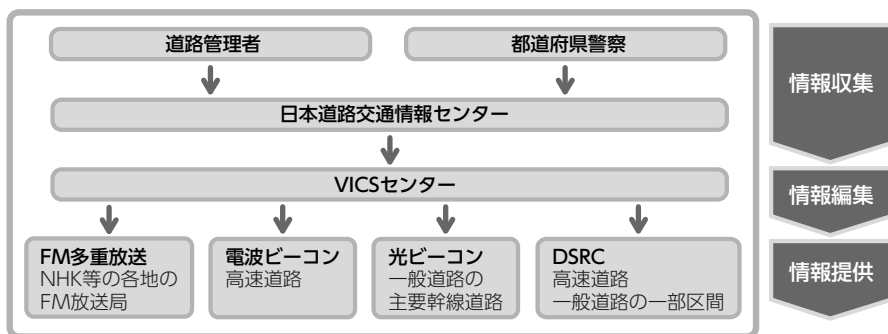 道路管理者
都道府県警察
日本道路交通情報センター
VICSセンター
FM多重放送
NHK等の各地の
FM放送局
電波ビーコン
高速道路
光ビーコン
一般道路の
主要幹線道路
DSRC
高速道路
一般道路の一部区間
情報収集
情報編集
情報提供